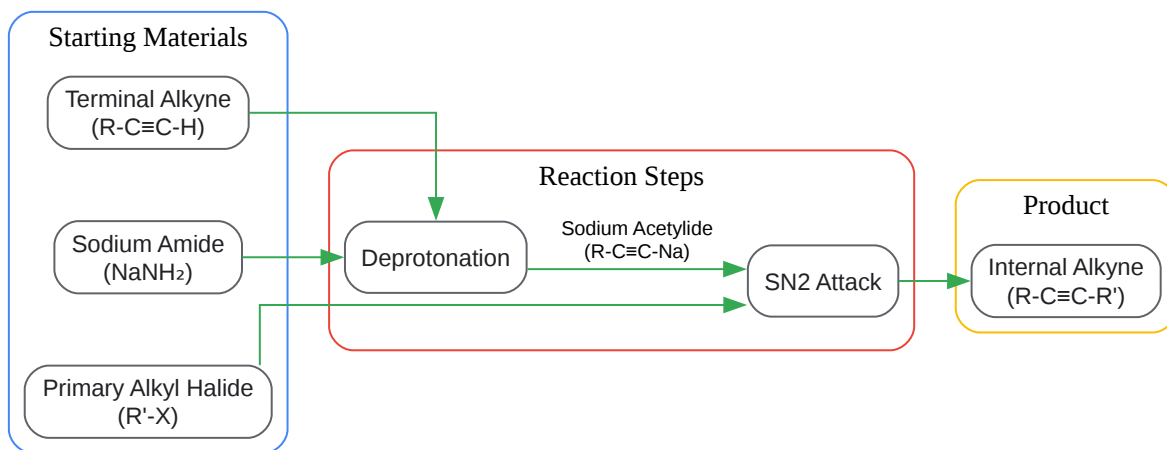 Starting Materials
Terminal Alkyne
(R-C≡C-H)
Sodium Amide
(NaNH₂)
Primary Alkyl Halide
(R'-X)
Reaction Steps
Deprotonation
Sodium Acetylide
(R-C≡C-Na)
SN2 Attack
Product
Internal Alkyne
(R-C≡C-R')